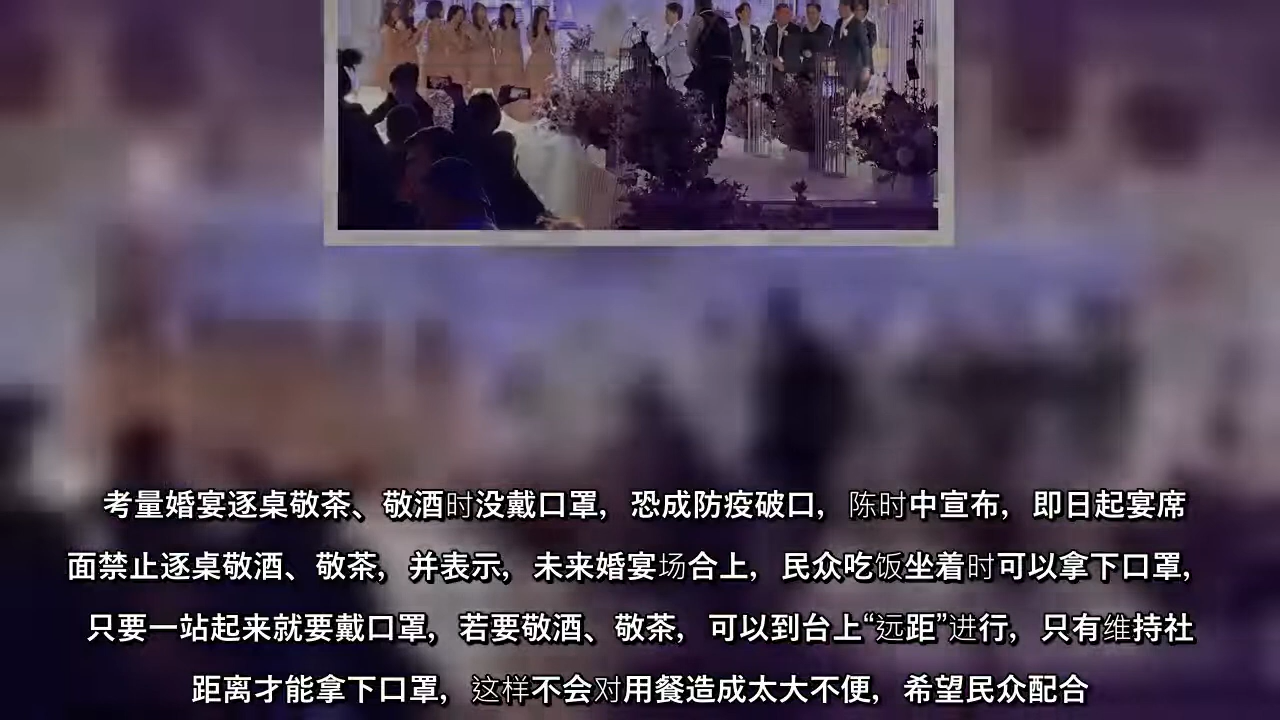 考量婚宴逐桌敬茶、敬酒时没戴口罩，恐成防疫破口，陈时中宣布，即日起宴席
面禁止逐桌敬酒、敬茶，并表示，未来婚宴场合上，民众吃饭坐着时可以拿下口罩，
只要一站起来就要戴口罩，若要敬酒、敬茶，可以到台上“远距”进行，只有维持社
距离才能拿下口罩，这样不会对用餐造成太大不便，希望民众配合